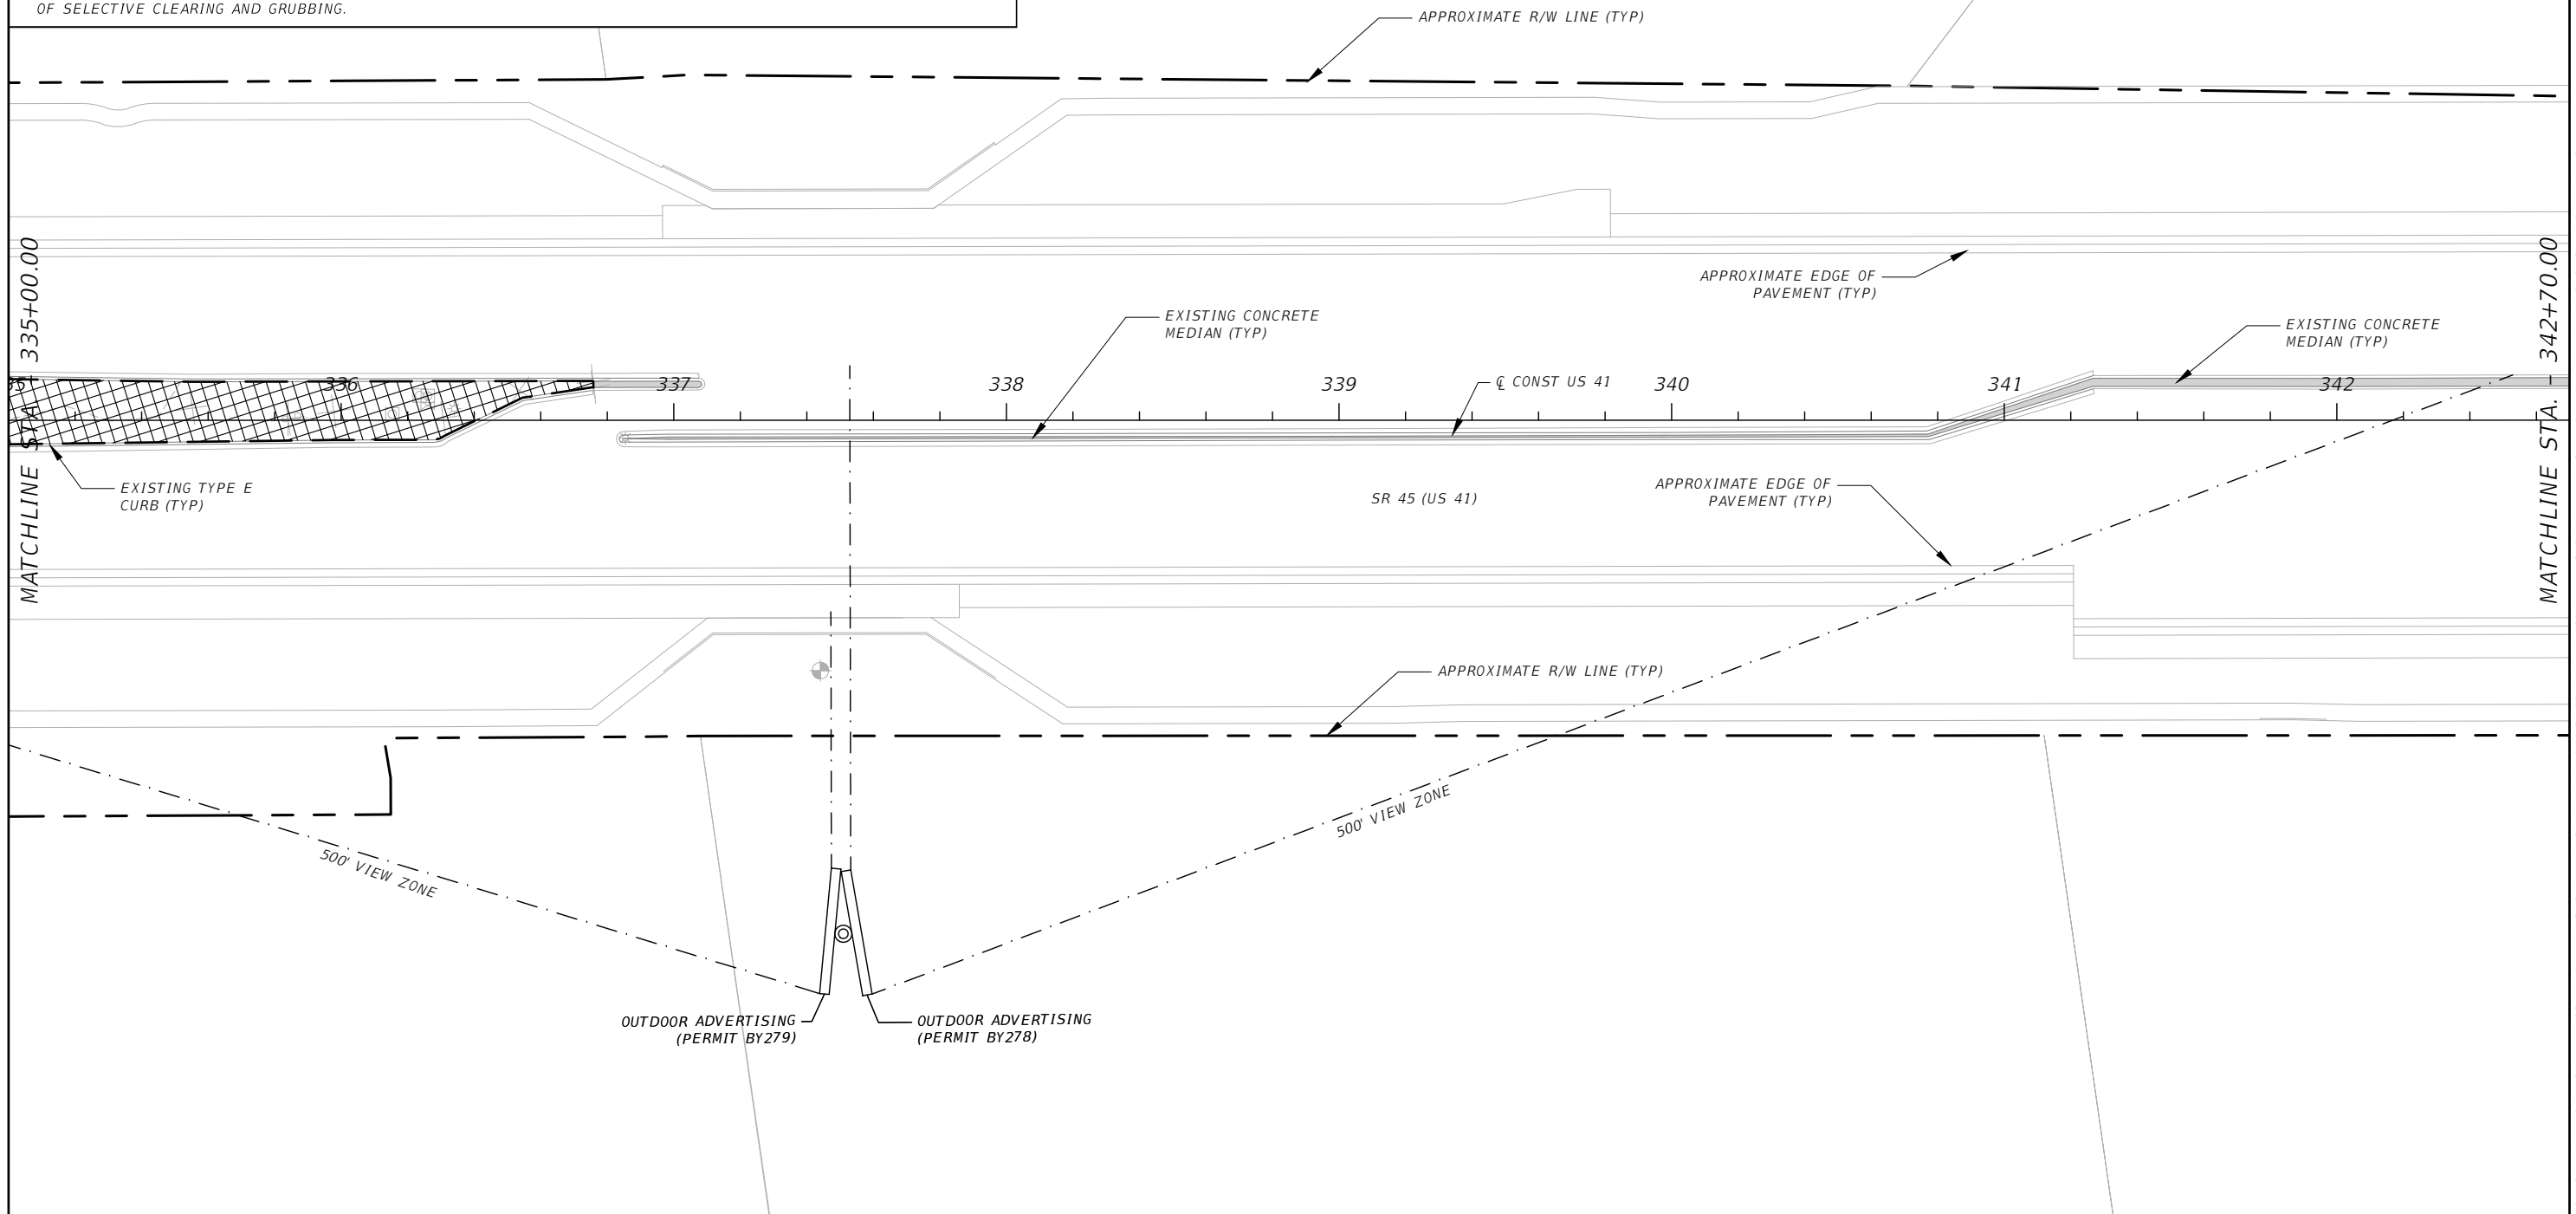 OF SELECTIVE CLEARING AND GRUBBING.
APPROXIMATE R/W LINE (TYP)
MATCHLINE STA. 335+00.00
MATCHLINE STA. 342+70.00
APPROXIMATE EDGE OF
PAVEMENT (TYP)
EXISTING CONCRETE
MEDIAN (TYP)
EXISTING CONCRETE
MEDIAN (TYP)
℄ CONST US 41
336
337
338
339
340
341
342
EXISTING TYPE E
CURB (TYP)
SR 45 (US 41)
APPROXIMATE EDGE OF
PAVEMENT (TYP)
APPROXIMATE R/W LINE (TYP)
500' VIEW ZONE
500' VIEW ZONE
OUTDOOR ADVERTISING
(PERMIT BY279)
OUTDOOR ADVERTISING
(PERMIT BY278)